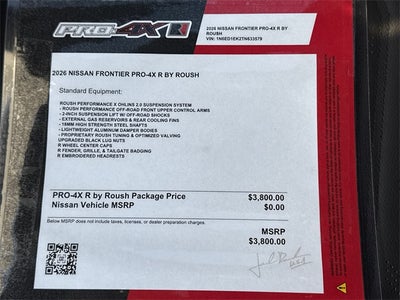 PRO-4X R
2026 NISSAN FRONTIER PRO-4X R BY
ROUSH
VIN: 1N6ED1EK2TN633579
2026 NISSAN FRONTIER PRO-4X R BY ROUSH
Standard Equipment:
ROUSH PERFORMANCE X OHLINS 2.0 SUSPENSION SYSTEM
- ROUSH PERFORMANCE OFF-ROAD FRONT UPPER CONTROL ARMS
- 2-INCH SUSPENSION LIFT W/ OFF-ROAD SHOCKS
- EXTERNAL GAS RESERVOIRS & REAR COOLING FINS
- 18MM HIGH STRENGTH STEEL SHAFTS
- LIGHTWEIGHT ALUMINUM DAMPER BODIES
- PROPRIETARY ROUSH TUNING & OPTIMIZED VALVING
UPGRADED BLACK LUG NUTS
R WHEEL CENTER CAPS
R FENDER, GRILLE, & TAILGATE BADGING
R EMBROIDERED HEADRESTS
PRO-4X R by Roush Package Price $3,800.00
Nissan Vehicle MSRP $0.00
Below MSRP does not include taxes, licenses, or dealer preparation charges.
MSRP
$3,800.00